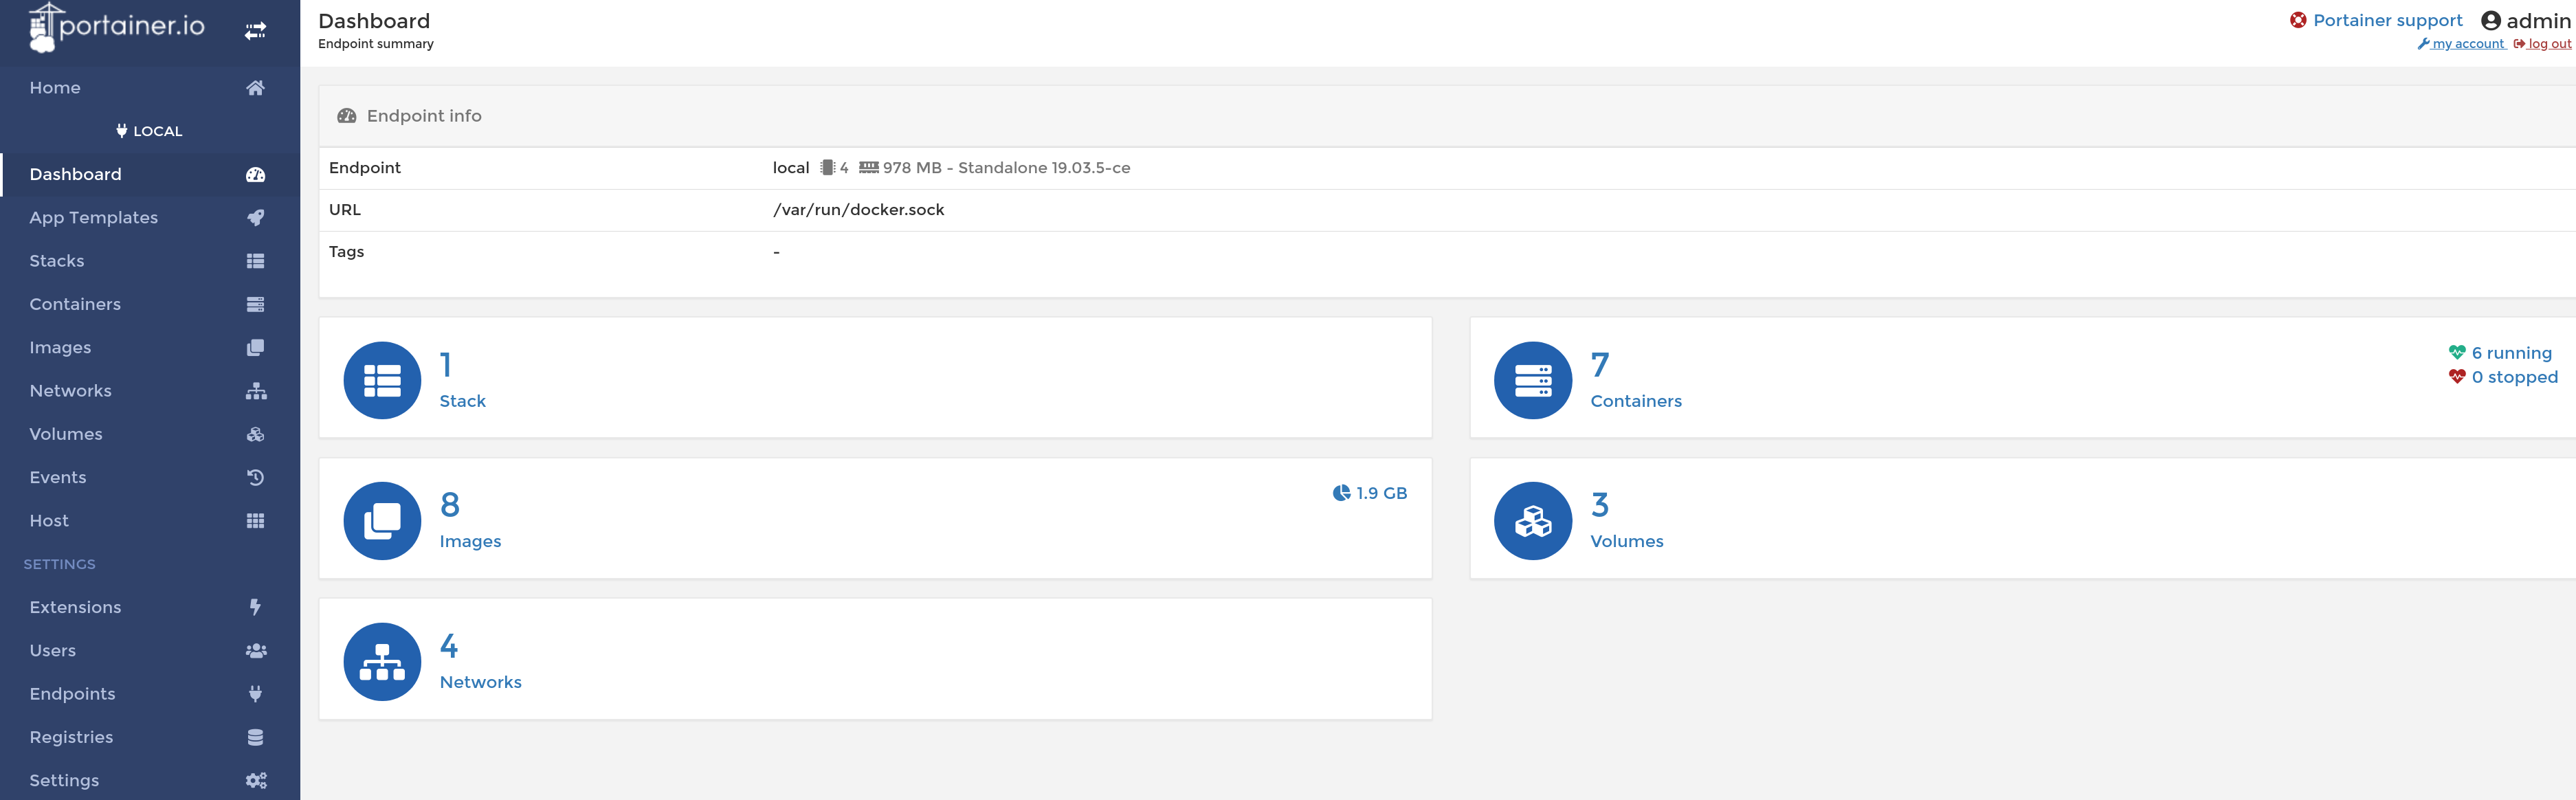 portainer.io
Home
LOCAL
Dashboard
App Templates
Stacks
Containers
Images
Networks
Volumes
Events
Host
SETTINGS
Extensions
Users
Endpoints
Registries
Settings
Dashboard
Endpoint summary
Portainer support admin
my account log out
Endpoint info
Endpoint local 4 978 MB - Standalone 19.03.5-ce
URL /var/run/docker.sock
Tags -
1
Stack
7
Containers
6 running
0 stopped
8
Images
1.9 GB
3
Volumes
4
Networks